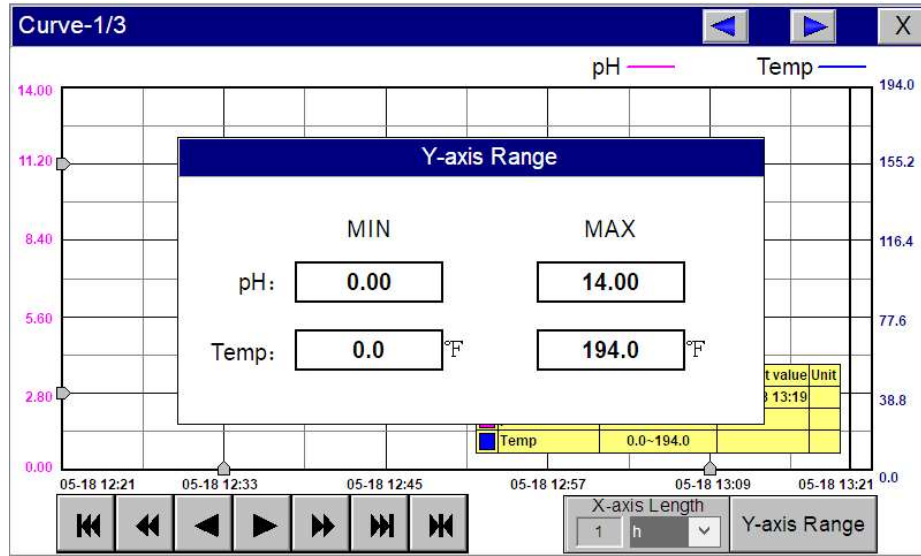 Curve-1/3 X
pH Temp
14.00 194.0
Y-axis Range
11.20 155.2
MIN MAX
8.40 116.4
pH: 0.00 14.00
5.60 77.6
Temp: 0.0 °F 194.0 °F
t value Unit
2.80 13:19 38.8
Temp 0.0~194.0
0.00 0.0
05-18 12:21 05-18 12:33 05-18 12:45 05-18 12:57 05-18 13:09 05-18 13:21
X-axis Length
1 h Y-axis Range